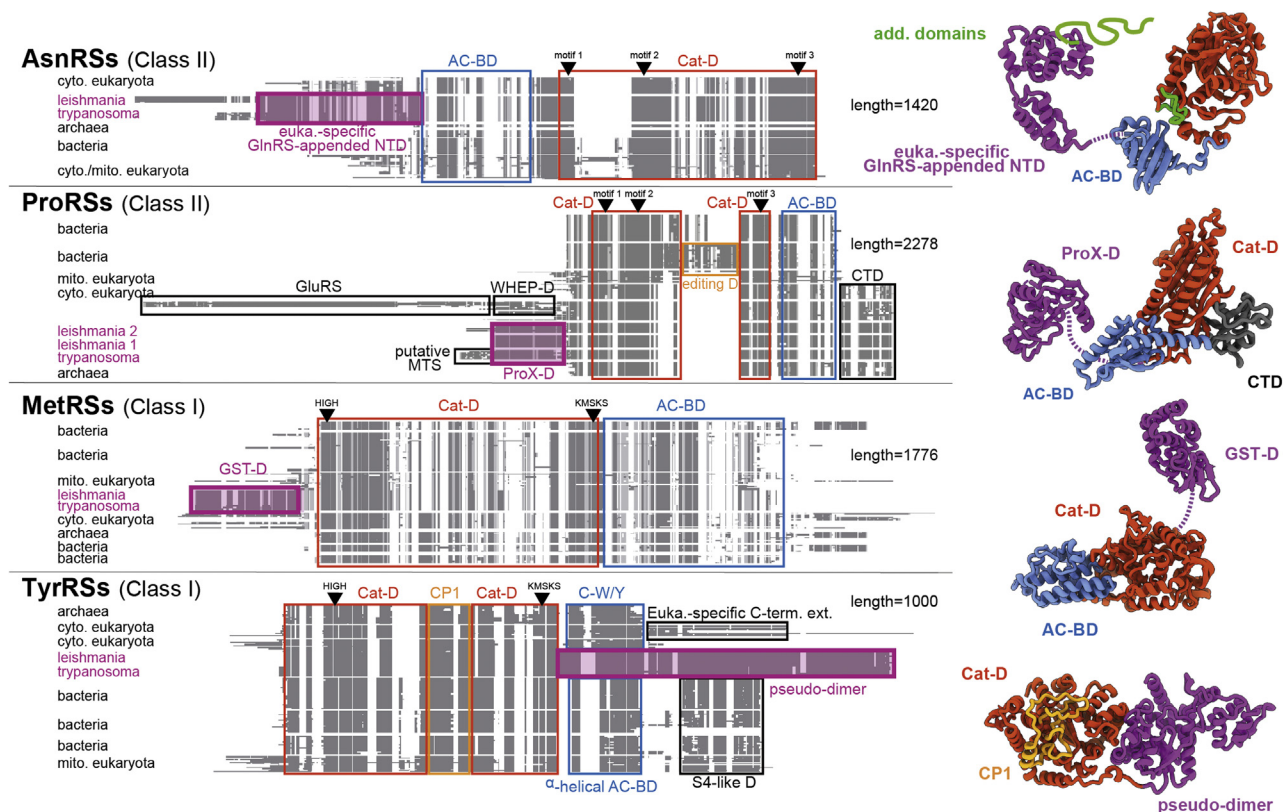 AsnRSs (Class II)
cyto. eukaryota
leishmania
trypanosoma
archaea
bacteria
cyto./mito. eukaryota
euka.-specific
GlnRS-appended NTD
AC-BD
motif 1
motif 2
Cat-D
motif 3
length=1420
add. domains
euka.-specific
GlnRS-appended NTD
AC-BD
ProRSs (Class II)
bacteria
bacteria
mito. eukaryota
cyto. eukaryota
leishmania 2
leishmania 1
trypanosoma
archaea
GluRS
WHEP-D
putative
MTS
ProX-D
Cat-D
motif 1
motif 2
editing D
Cat-D
motif 3
AC-BD
length=2278
CTD
ProX-D
Cat-D
AC-BD
CTD
MetRSs (Class I)
bacteria
bacteria
mito. eukaryota
leishmania
trypanosoma
cyto. eukaryota
archaea
bacteria
bacteria
GST-D
HIGH
Cat-D
KMSKS
AC-BD
length=1776
GST-D
Cat-D
AC-BD
TyrRSs (Class I)
archaea
cyto. eukaryota
cyto. eukaryota
leishmania
trypanosoma
bacteria
bacteria
bacteria
mito. eukaryota
HIGH
Cat-D
CP1
Cat-D
KMSKS
C-W/Y
length=1000
Euka.-specific C-term. ext.
pseudo-dimer
α-helical AC-BD
S4-like D
Cat-D
CP1
pseudo-dimer